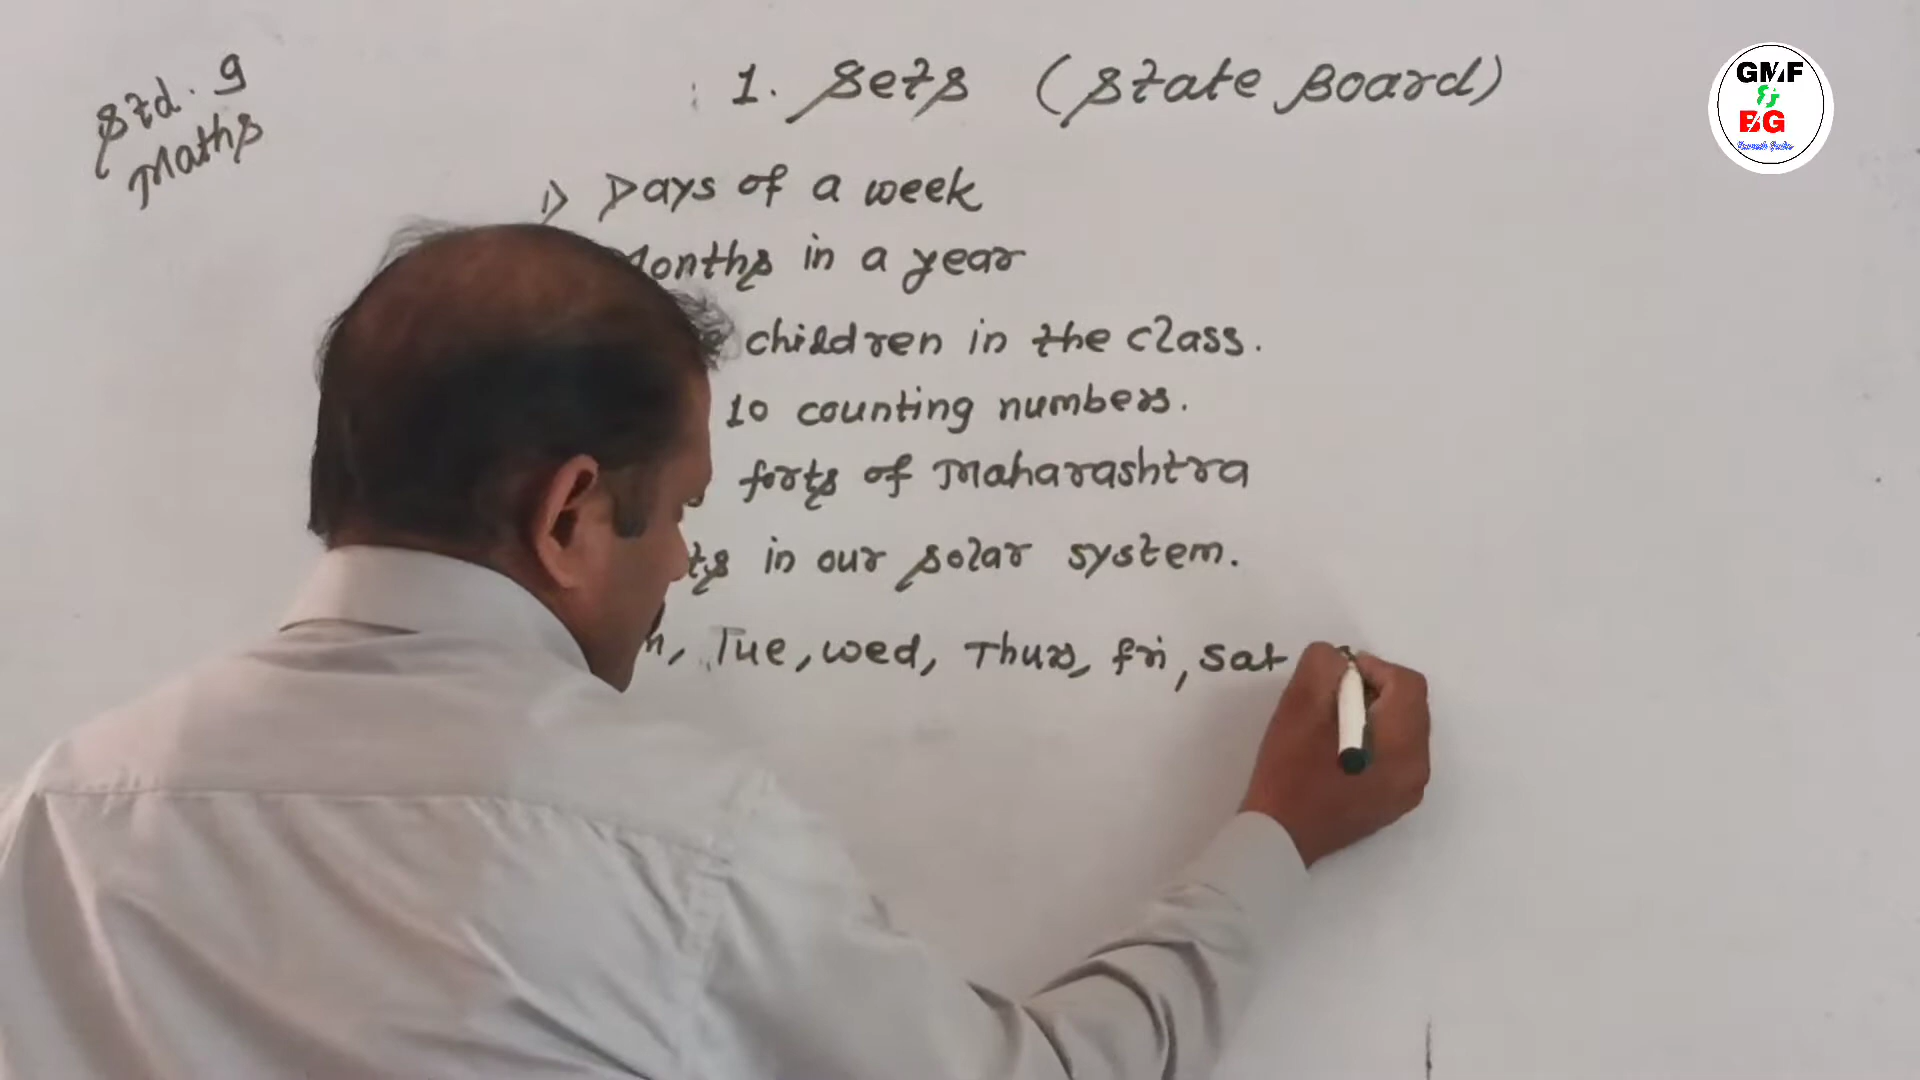 Std. 9
Maths
1. Sets (State Board)
1) Days of a week
Months in a year
children in the class.
10 counting numbers.
forts of Maharashtra
in our solar system.
Tue, wed, Thurs, fri, sat
GMF
By
BG